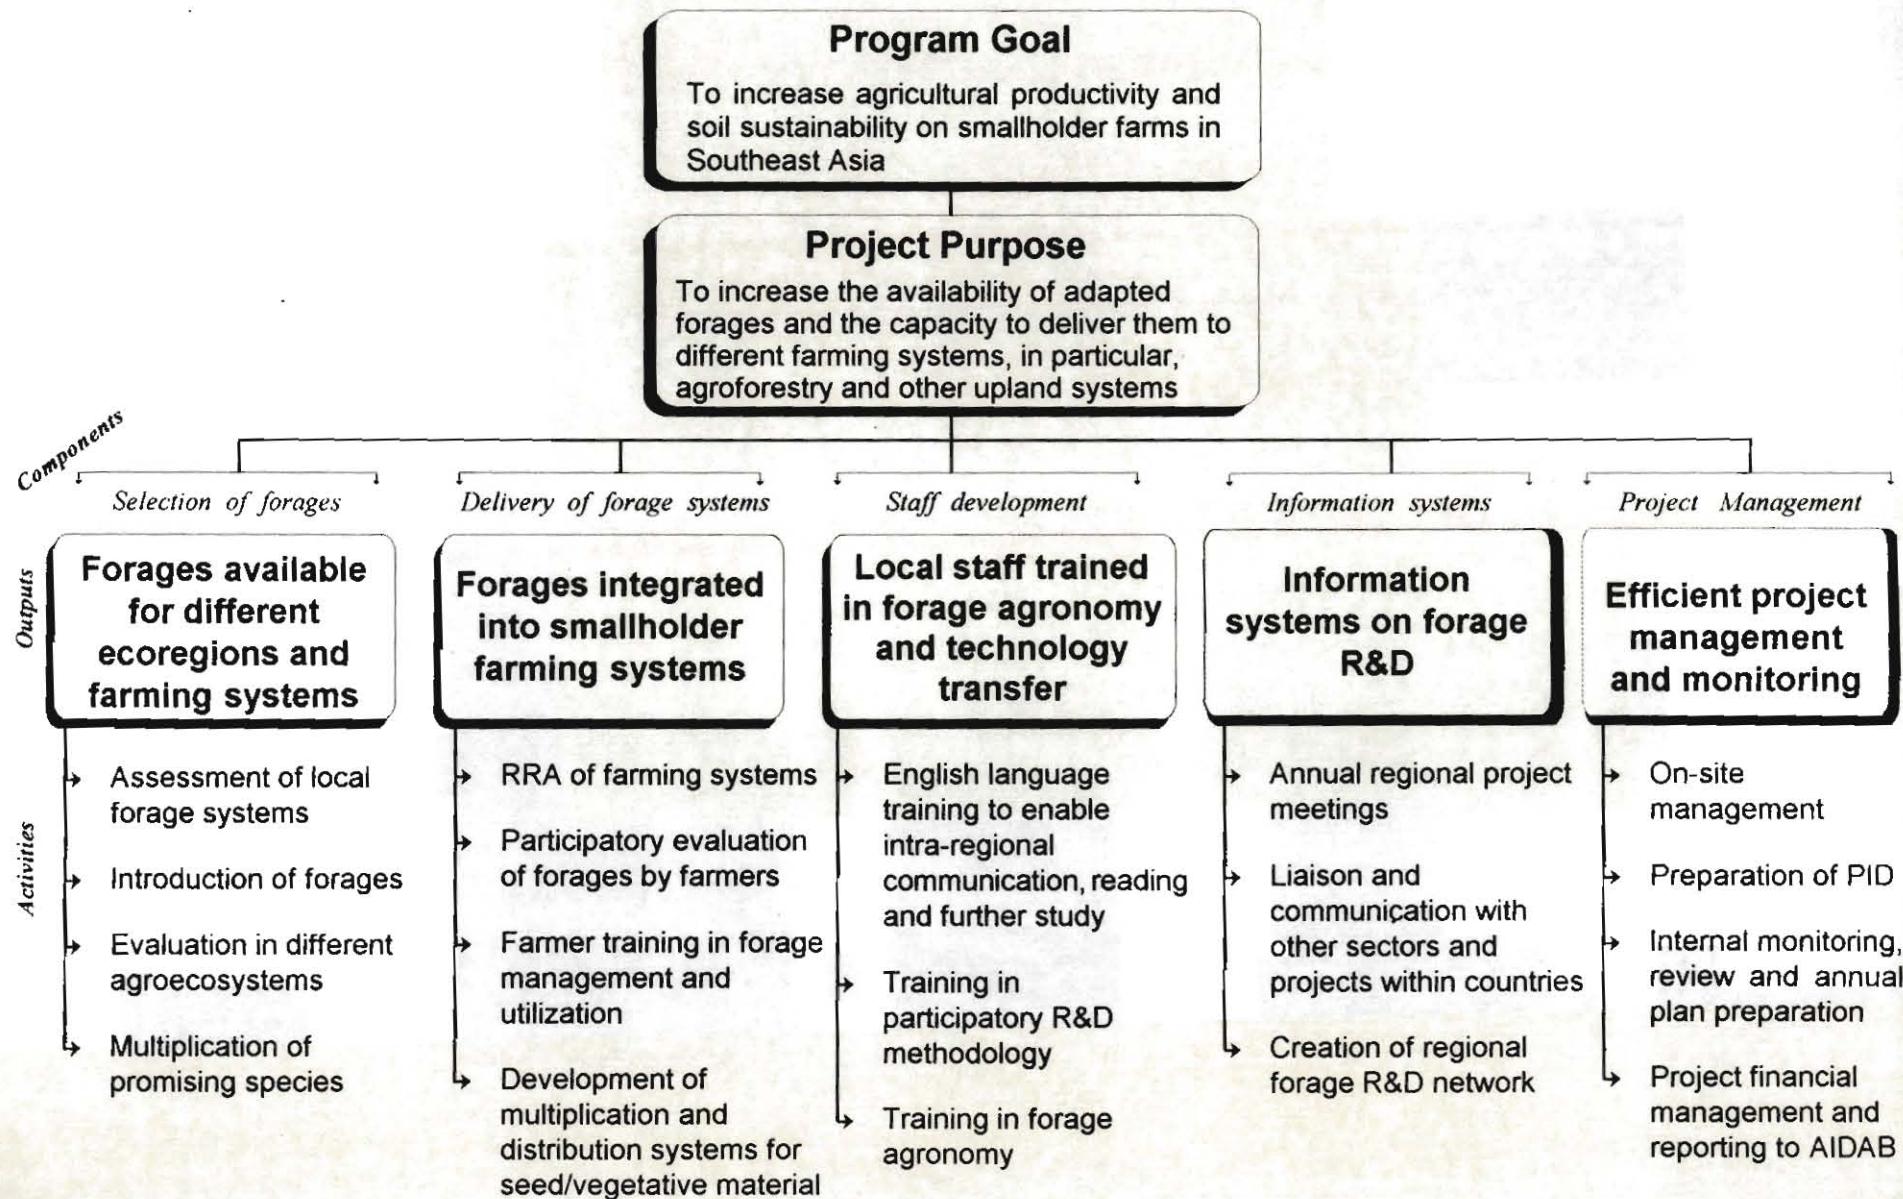 Program Goal
To increase agricultural productivity and
soil sustainability on smallholder farms in
Southeast Asia
Project Purpose
To increase the availability of adapted
forages and the capacity to deliver them to
different farming systems, in particular,
agroforestry and other upland systems
Components
Selection of forages
Delivery of forage systems
Staff development
Information systems
Project Management
Outputs
Forages available
for different
ecoregions and
farming systems
Forages integrated
into smallholder
farming systems
Local staff trained
in forage agronomy
and technology
transfer
Information
systems on forage
R&D
Efficient project
management
and monitoring
Activities
Assessment of local
forage systems
Introduction of forages
Evaluation in different
agroecosystems
Multiplication of
promising species
RRA of farming systems
Participatory evaluation
of forages by farmers
Farmer training in forage
management and
utilization
Development of
multiplication and
distribution systems for
seed/vegetative material
English language
training to enable
intra-regional
communication, reading
and further study
Training in
participatory R&D
methodology
Training in forage
agronomy
Annual regional project
meetings
Liaison and
communication with
other sectors and
projects within countries
Creation of regional
forage R&D network
On-site
management
Preparation of PID
Internal monitoring,
review and annual
plan preparation
Project financial
management and
reporting to AIDAB